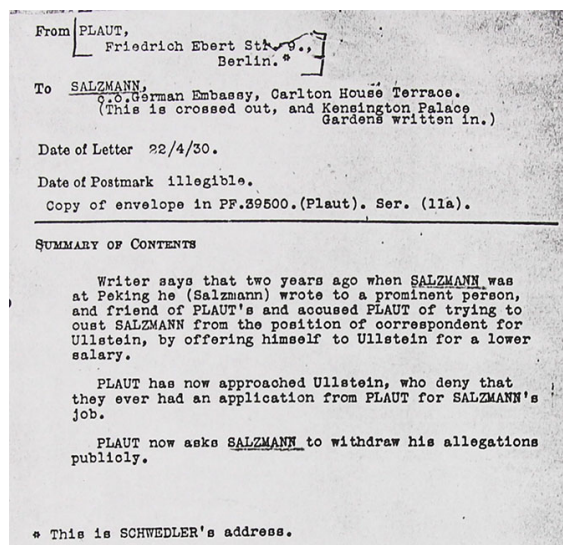 From PLAUT,
Friedrich Ebert St 9.,
Berlin.*
To SALZMANN,
c.o.German Embassy, Carlton House Terrace.
(This is crossed out, and Kensington Palace
Gardens written in.)
Date of Letter 22/4/30.
Date of Postmark illegible.
Copy of envelope in PF.39500.(Plaut). Ser. (11a).
SUMMARY OF CONTENTS
Writer says that two years ago when SALZMANN was
at Peking he (Salzmann) wrote to a prominent person,
and friend of PLAUT's and accused PLAUT of trying to
oust SALZMANN from the position of correspondent for
Ullstein, by offering himself to Ullstein for a lower
salary.
PLAUT has now approached Ullstein, who deny that
they ever had an application from PLAUT for SALZMANN's
job.
PLAUT now asks SALZMANN to withdraw his allegations
publicly.
* This is SCHWEDLER's address.